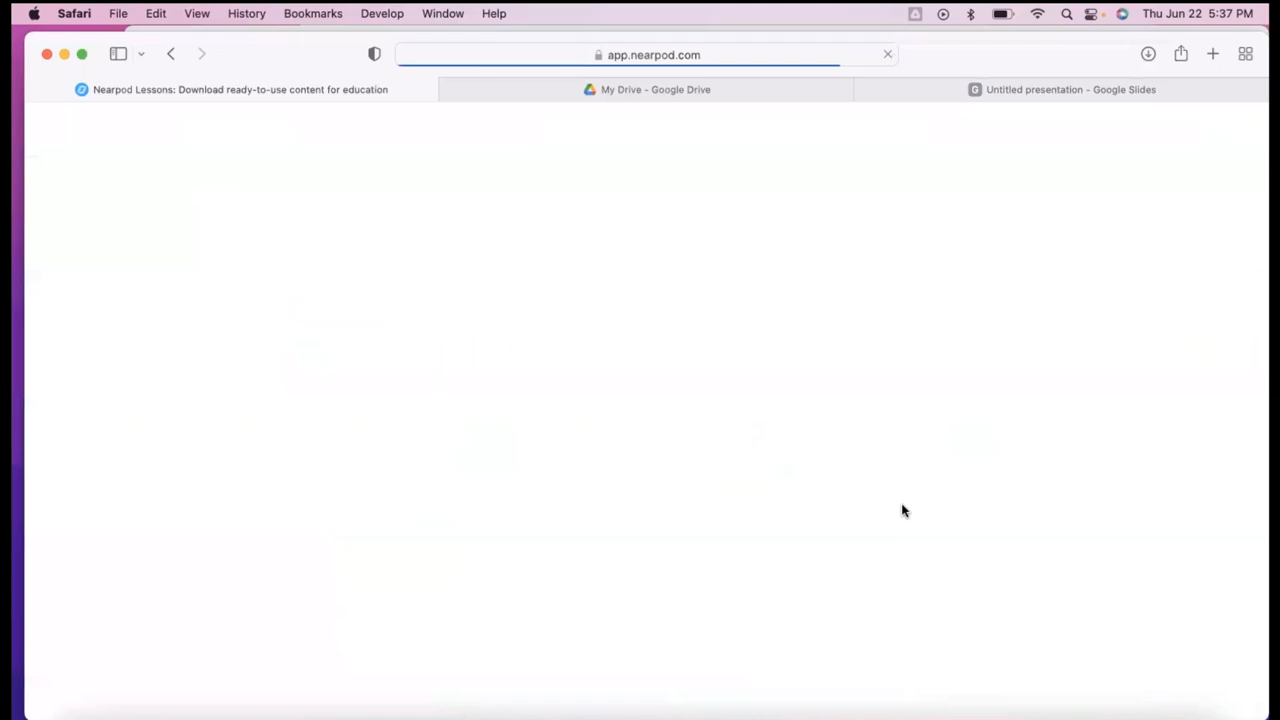 Safari File Edit View History Bookmarks Develop Window Help Thu Jun 22 5:37 PM
app.nearpod.com
Nearpod Lessons: Download ready-to-use content for education My Drive - Google Drive G Untitled presentation - Google Slides